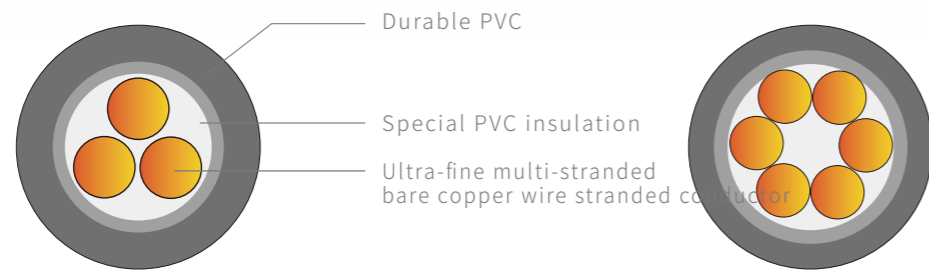 Durable PVC
Special PVC insulation
Ultra-fine multi-stranded
bare copper wire stranded conductor